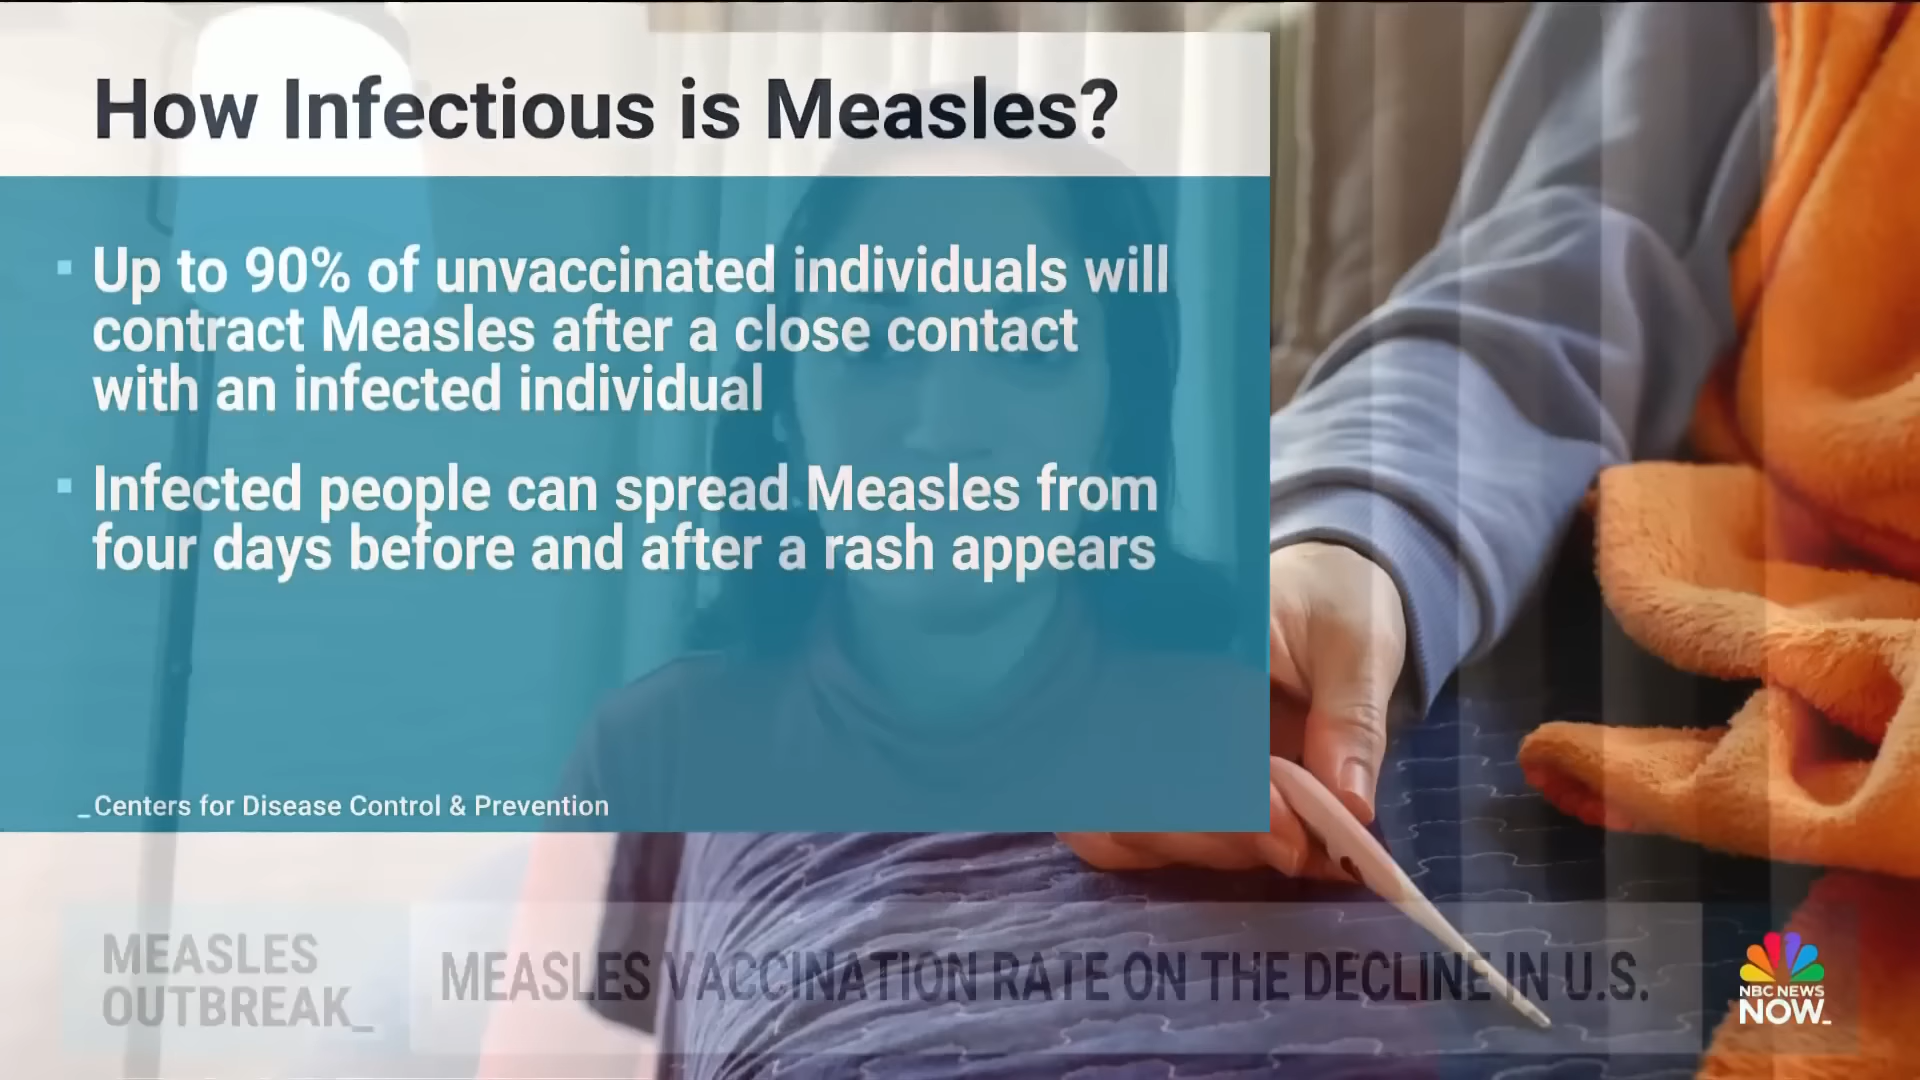 How Infectious is Measles?
Up to 90% of unvaccinated individuals will
contract Measles after a close contact
with an infected individual
Infected people can spread Measles from
four days before and after a rash appears
_Centers for Disease Control & Prevention
MEASLES
OUTBREAK_
MEASLES VACCINATION RATE ON THE DECLINE IN U.S.
NBC NEWS
NOW_